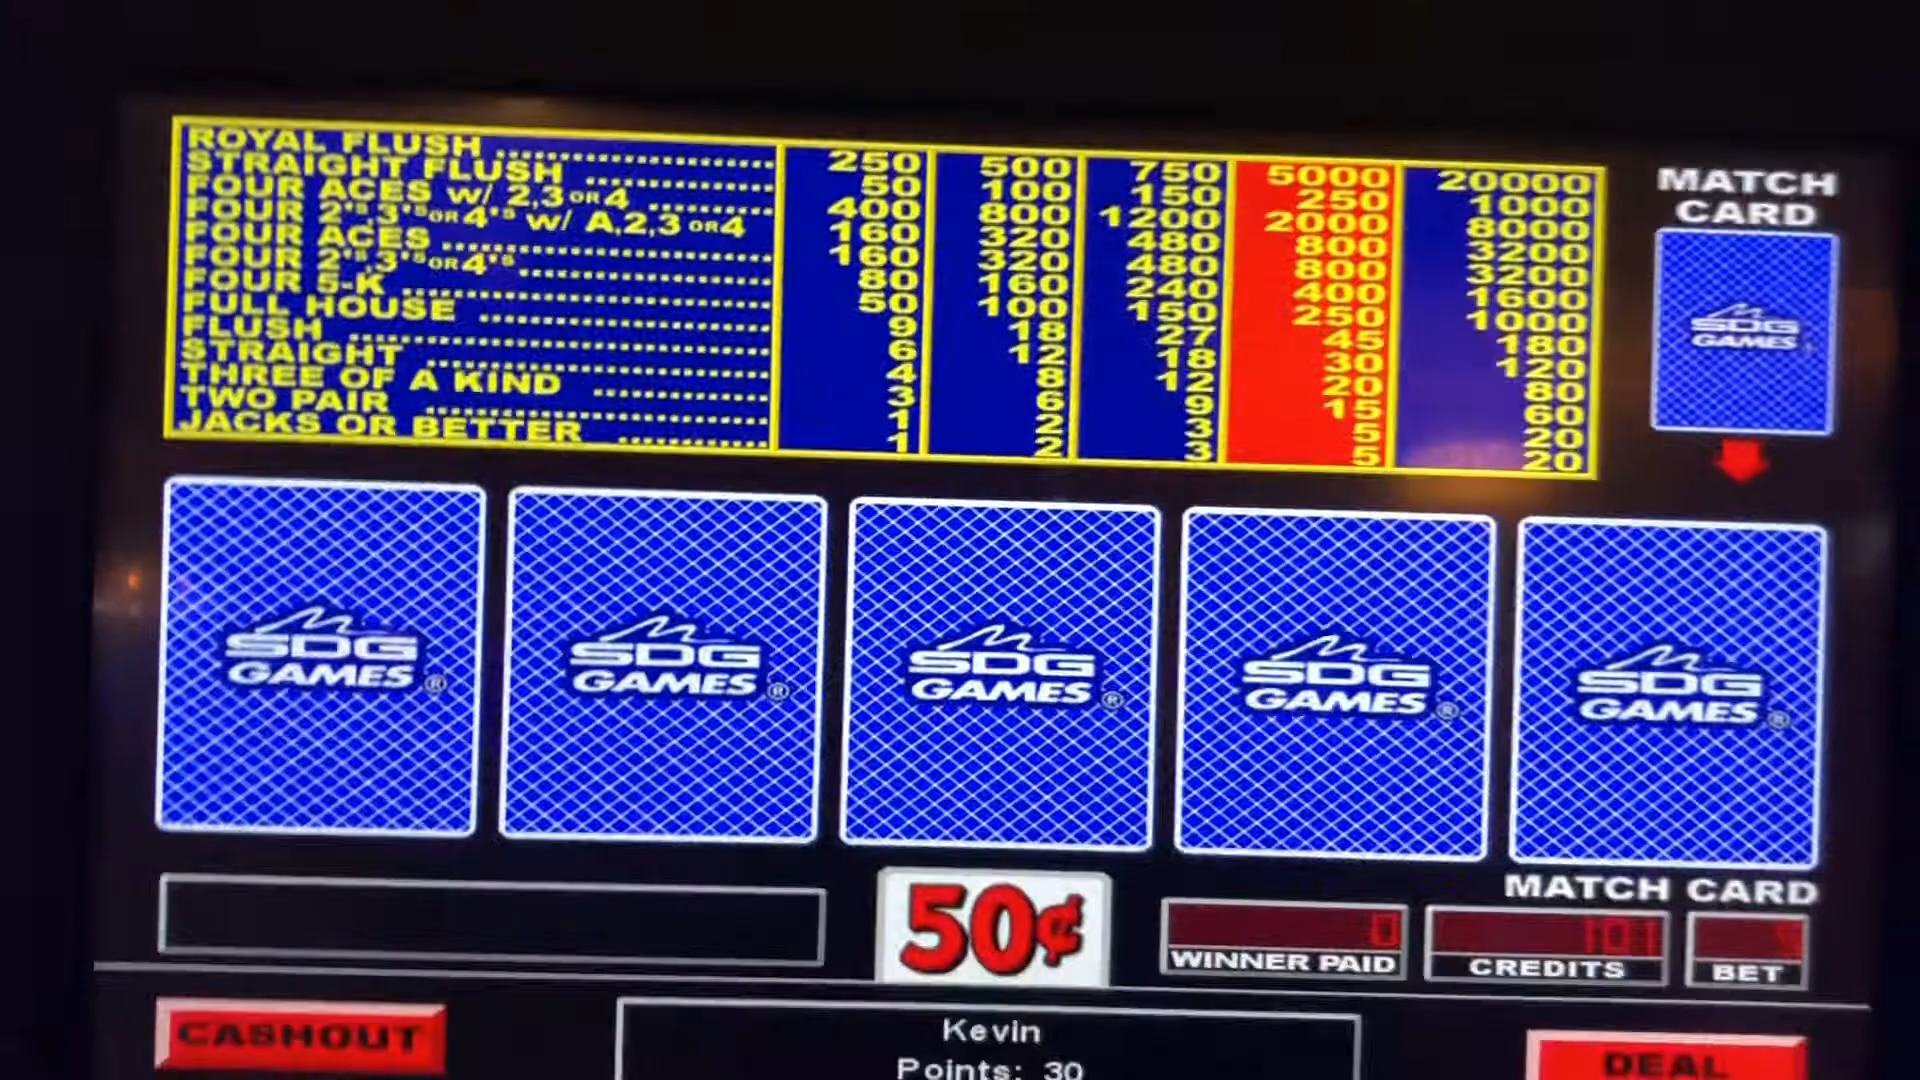 ROYAL FLUSH 250 500 750 5000 20000
STRAIGHT FLUSH 50 100 150 250 1000
FOUR ACES w/ 2,3 OR 4 400 800 1200 2000 8000
FOUR 2's,3's OR 4's w/ A,2,3 OR 4 160 320 480 800 3200
FOUR ACES 160 320 480 800 3200
FOUR 2's,3's OR 4's 80 160 240 400 1600
FOUR 5-K 50 100 150 250 1000
FULL HOUSE 9 18 27 45 180
FLUSH 6 12 18 30 120
STRAIGHT 4 8 12 20 80
THREE OF A KIND 3 6 9 15 60
TWO PAIR 1 2 3 5 20
JACKS OR BETTER 1 2 3 5 20
MATCH
CARD
SDG
GAMES
SDG
GAMES ®
SDG
GAMES ®
SDG
GAMES ®
SDG
GAMES ®
SDG
GAMES ®
MATCH CARD
50¢
0
WINNER PAID
CREDITS
BET
CASHOUT
Kevin
Points: 30
DEAL